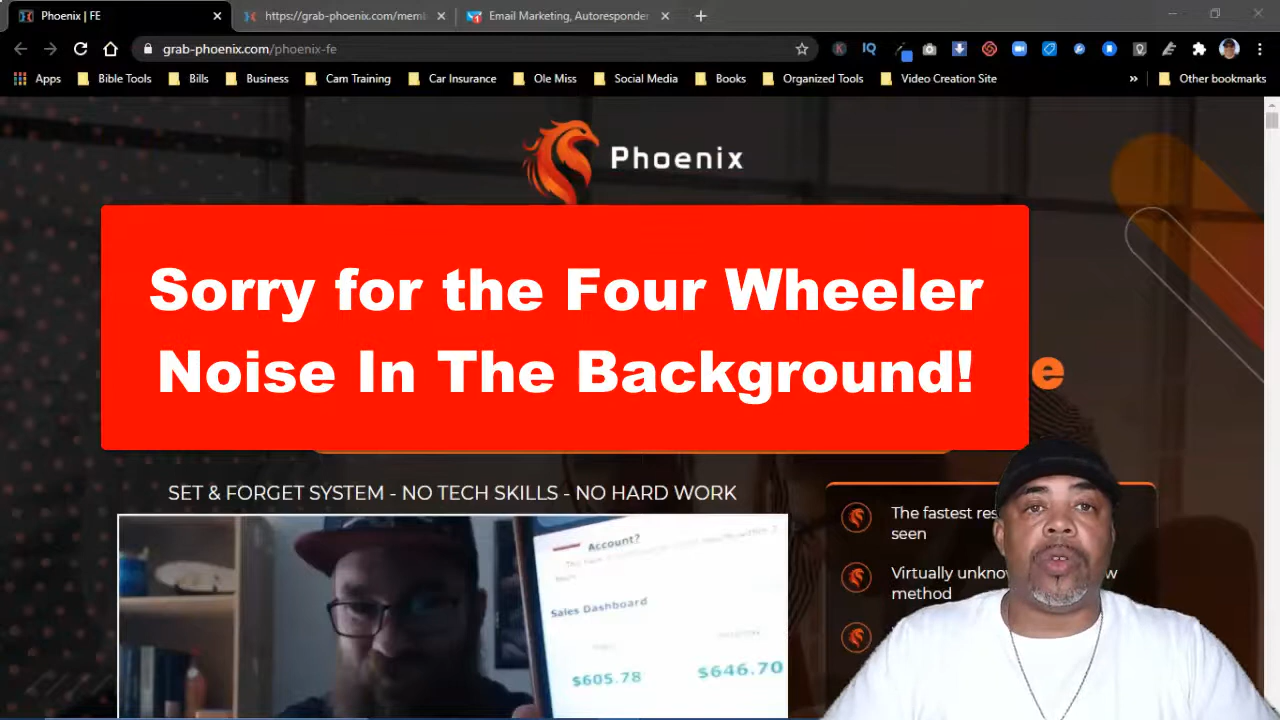 Phoenix | FE
https://grab-phoenix.com/mem
Email Marketing, Autoresponder
grab-phoenix.com/phoenix-fe
Apps
Bible Tools
Bills
Business
Cam Training
Car Insurance
Ole Miss
Social Media
Books
Organized Tools
Video Creation Site
Other bookmarks
Phoenix
Sorry for the Four Wheeler
Noise In The Background!
e
SET & FORGET SYSTEM - NO TECH SKILLS - NO HARD WORK
Account?
Sales Dashboard
$605.78
$646.70
The fastest res
seen
Virtually unkno w
method